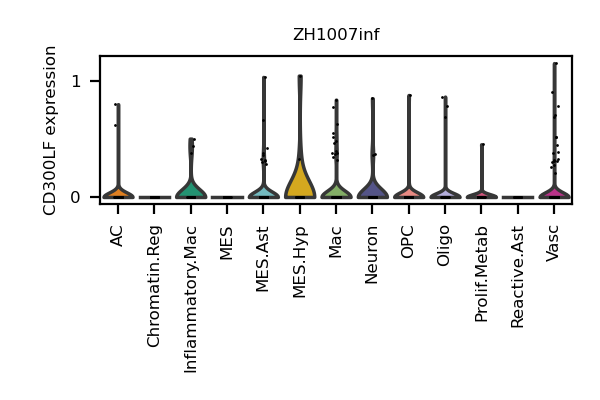 ZH1007inf
CD300LF expression
1
0
AC
Chromatin.Reg
Inflammatory.Mac
MES
MES.Ast
MES.Hyp
Mac
Neuron
OPC
Oligo
Prolif.Metab
Reactive.Ast
Vasc